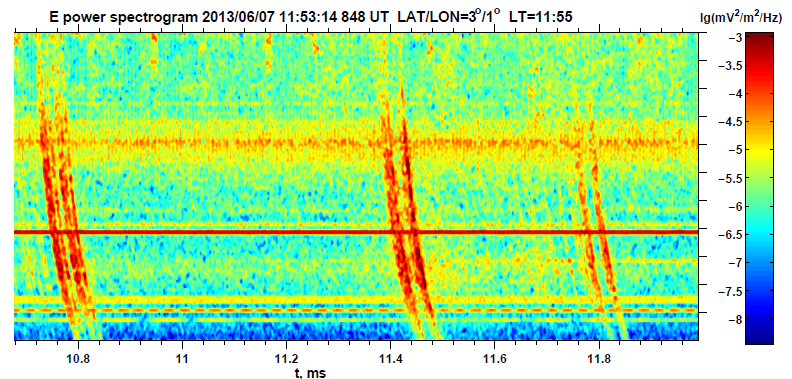 E power spectrogram 2013/06/07 11:53:14 848 UT LAT/LON=3°/1° LT=11:55
lg(mV²/m²/Hz)
−3
−3.5
−4
−4.5
−5
−5.5
−6
−6.5
−7
−7.5
−8
10.8 11 11.2 11.4 11.6 11.8
t, ms